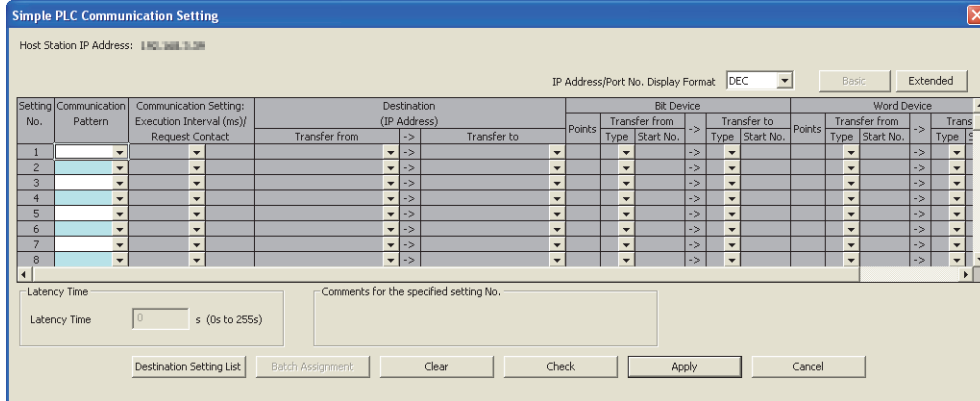 Simple PLC Communication Setting
Host Station IP Address:
IP Address/Port No. Display Format DEC Basic Extended
Setting No. Communication Pattern Communication Setting: Execution Interval (ms)/ Request Contact Destination (IP Address) Bit Device Word Device
Transfer from -> Transfer to Points Transfer from -> Transfer to Points Transfer from -> Trans
Type Start No. Type Start No. Type Start No. Type S
1 -> -> ->
2 -> -> ->
3 -> -> ->
4 -> -> ->
5 -> -> ->
6 -> -> ->
7 -> -> ->
8 -> -> ->
Latency Time Comments for the specified setting No.
Latency Time 0 s (0s to 255s)
Destination Setting List Batch Assignment Clear Check Apply Cancel